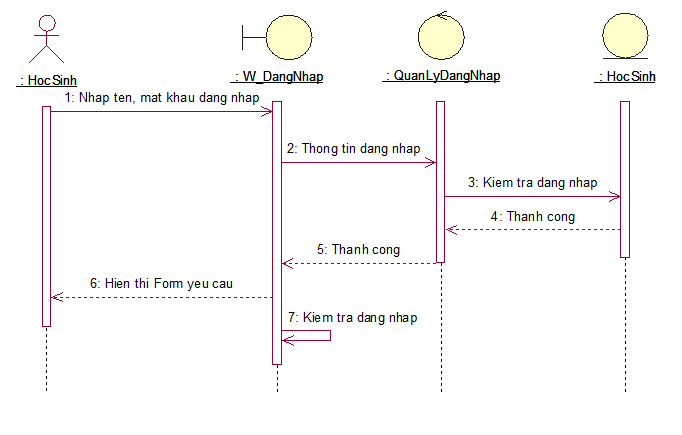 : HocSinh
: W_DangNhap
: QuanLyDangNhap
: HocSinh
1: Nhap ten, mat khau dang nhap
2: Thong tin dang nhap
3: Kiem tra dang nhap
4: Thanh cong
5: Thanh cong
6: Hien thi Form yeu cau
7: Kiem tra dang nhap